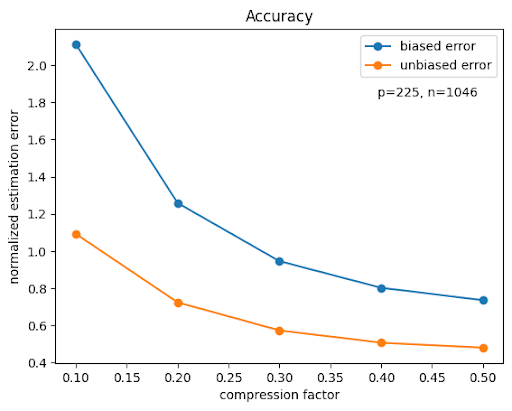 Accuracy
biased error
unbiased error
p=225, n=1046
normalized estimation error
2.0
1.8
1.6
1.4
1.2
1.0
0.8
0.6
0.4
0.10 0.15 0.20 0.25 0.30 0.35 0.40 0.45 0.50
compression factor